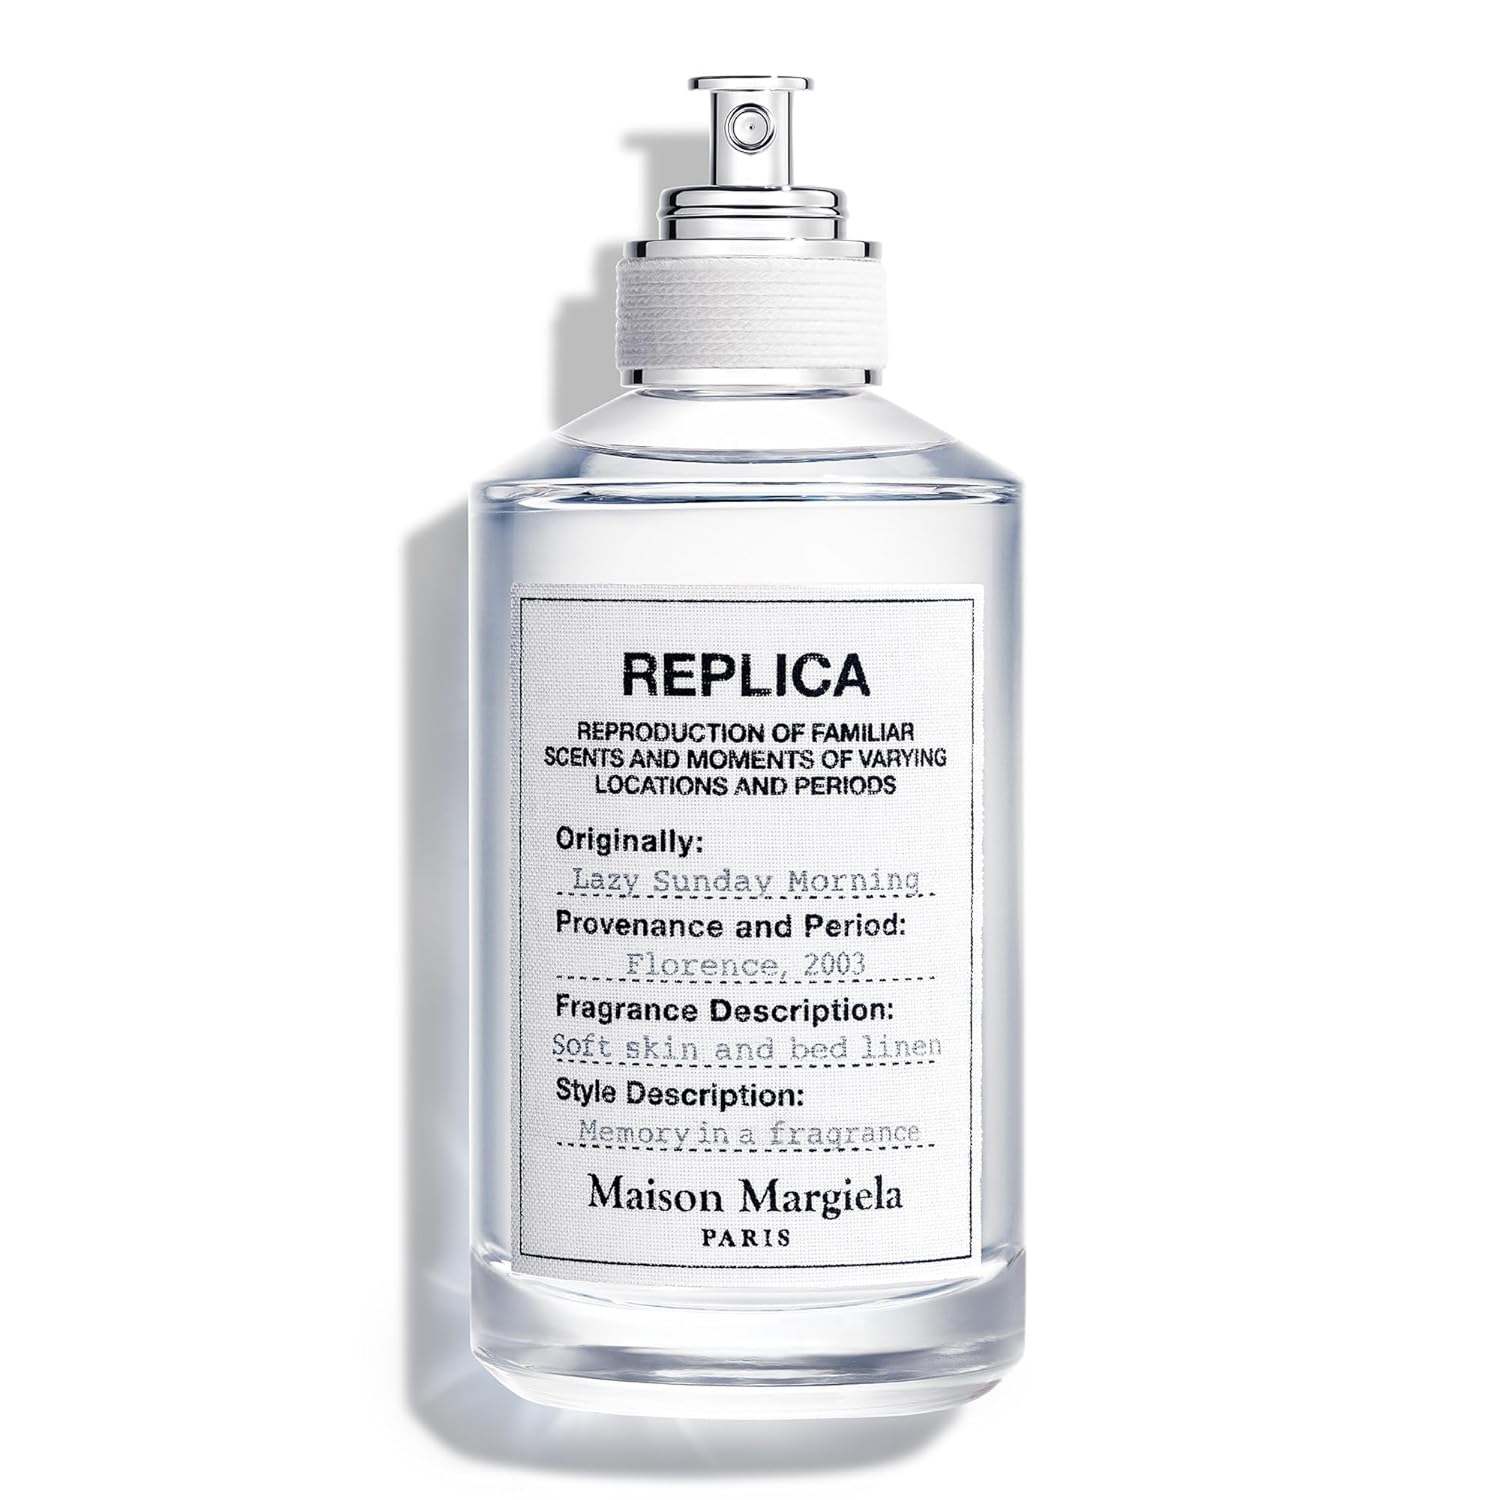 REPLICA
REPRODUCTION OF FAMILIAR
SCENTS AND MOMENTS OF VARYING
LOCATIONS AND PERIODS
Originally:
Lazy Sunday Morning
Provenance and Period:
Florence, 2003
Fragrance Description:
Soft skin and bed linen
Style Description:
Memory in a fragrance
Maison Margiela
PARIS